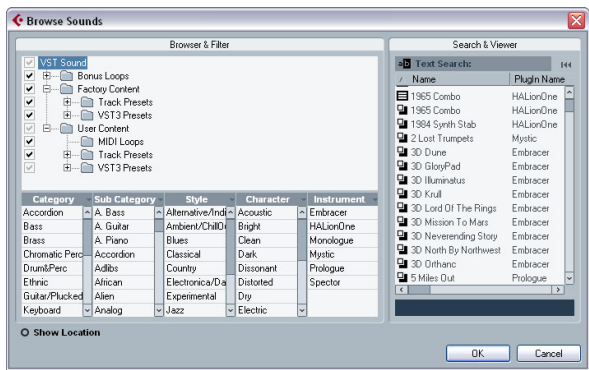 Browse Sounds
Browser & Filter
VST Sound
Bonus Loops
Factory Content
Track Presets
VST3 Presets
User Content
MIDI Loops
Track Presets
VST3 Presets
Category Sub Category Style Character Instrument
Accordion A. Bass Alternative/Indi Acoustic Embracer
Bass A. Guitar Ambient/ChillO Bright HALionOne
Brass A. Piano Blues Clean Monologue
Chromatic Perc Accordion Classical Dark Mystic
Drum&Perc Adlibs Country Dissonant Prologue
Ethnic African Electronica/Da Distorted Spector
Guitar/Plucked Alien Experimental Dry
Keyboard Analog Jazz Electric
Search & Viewer
ab Text Search:
/ Name PlugIn Name
1965 Combo HALionOne
1965 Combo HALionOne
1984 Synth Stab HALionOne
2 Lost Trumpets Mystic
3D Dune Embracer
3D GloryPad Embracer
3D Illuminatus Embracer
3D Krull Embracer
3D Lord Of The Rings Embracer
3D Mission To Mars Embracer
3D Neverending Story Embracer
3D North By Northwest Embracer
3D Orthanc Embracer
5 Miles Out Prologue
Show Location
OK Cancel